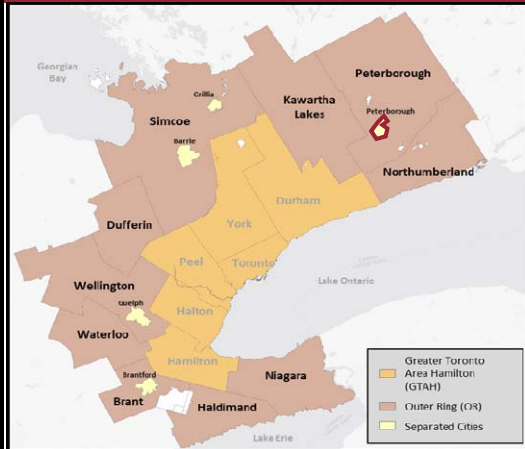 Georgian
Bay
Orillia
Simcoe
Barrie
Kawartha
Lakes
Peterborough
Peterborough
Northumberland
Durham
York
Dufferin
Peel
Toronto
Lake Ontario
Wellington
Guelph
Halton
Waterloo
Hamilton
Brantford
Brant
Niagara
Haldimand
Lake Erie
Greater Toronto
Area Hamilton
(GTAH)
Outer Ring (OR)
Separated Cities